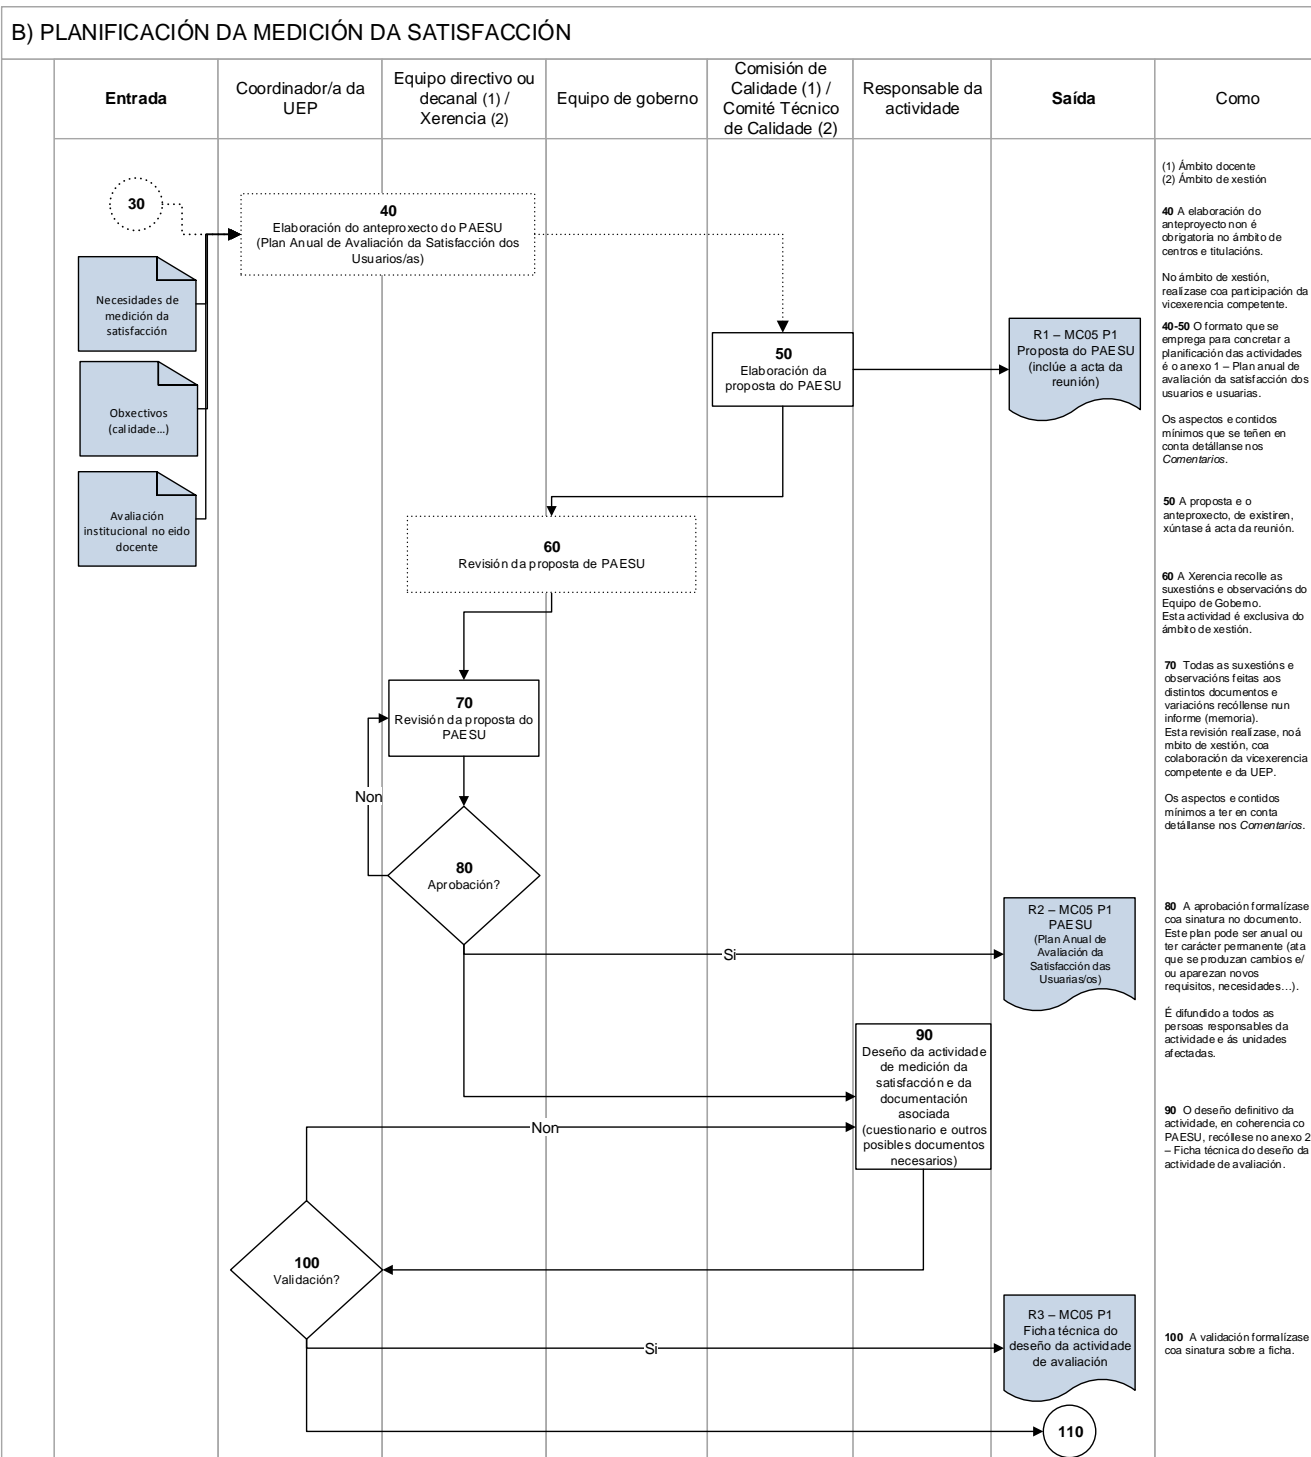 B) PLANIFICACIÓN DA MEDICIÓN DA SATISFACCIÓN
Entrada
Coordinador/a da
UEP
Equipo directivo ou
decanal (1) /
Xerencia (2)
Equipo de goberno
Comisión de
Calidade (1) /
Comité Técnico
de Calidade (2)
Responsable da
actividade
Saída
Como
30
40
Elaboración do anteproxecto do PAESU
(Plan Anual de Avaliación da Satisfacción dos
Usuarios/as)
Necesidades de
medición da
satisfacción
Obxectivos
(calidade...)
Avaliación
institucional no eido
docente
50
Elaboración da
proposta do PAESU
R1 – MC05 P1
Proposta do PAESU
(inclúe a acta da
reunión)
60
Revisión da proposta de PAESU
70
Revisión da proposta do
PAESU
Non
80
Aprobación?
Si
R2 – MC05 P1
PAESU
(Plan Anual de
Avaliación da
Satisfacción das
Usuarias/os)
90
Deseño da actividade
de medición da
satisfacción e da
documentación
asociada
(cuestionario e outros
posibles documentos
necesarios)
Non
100
Validación?
Si
R3 – MC05 P1
Ficha técnica do
deseño da actividade
de avaliación
110
(1) Ámbito docente
(2) Ámbito de xestión
40 A elaboración do
anteproyecto non é
obrigatoria no ámbito de
centros e titulacións.
No ámbito de xestión,
realízase coa participación da
vicexerencia competente.
40-50 O formato que se
emprega para concretar a
planificación das actividades
é o anexo 1 – Plan anual de
avaliación da satisfacción dos
usuarios e usuarias.
Os aspectos e contidos
mínimos que se teñen en
conta detállanse nos
Comentarios.
50 A proposta e o
anteproxecto, de existiren,
xúntase á acta da reunión.
60 A Xerencia recolle as
suxestións e observacións do
Equipo de Goberno.
Esta actividad é exclusiva do
ámbito de xestión.
70 Todas as suxestións e
observacións feitas aos
distintos documentos e
variacións recóllense nun
informe (memoria).
Esta revisión realízase, noá
mbito de xestión, coa
colaboración da vicexerencia
competente e da UEP.
Os aspectos e contidos
mínimos a ter en conta
detállanse nos Comentarios.
80 A aprobación formalízase
coa sinatura no documento.
Este plan pode ser anual ou
ter carácter permanente (ata
que se produzan cambios e/
ou aparezan novos
requisitos, necesidades...).
É difundido a todos as
persoas responsables da
actividade e ás unidades
afectadas.
90 O deseño definitivo da
actividade, en coherencia co
PAESU, recóllese no anexo 2
– Ficha técnica do deseño da
actividade de avaliación.
100 A validación formalízase
coa sinatura sobre a ficha.